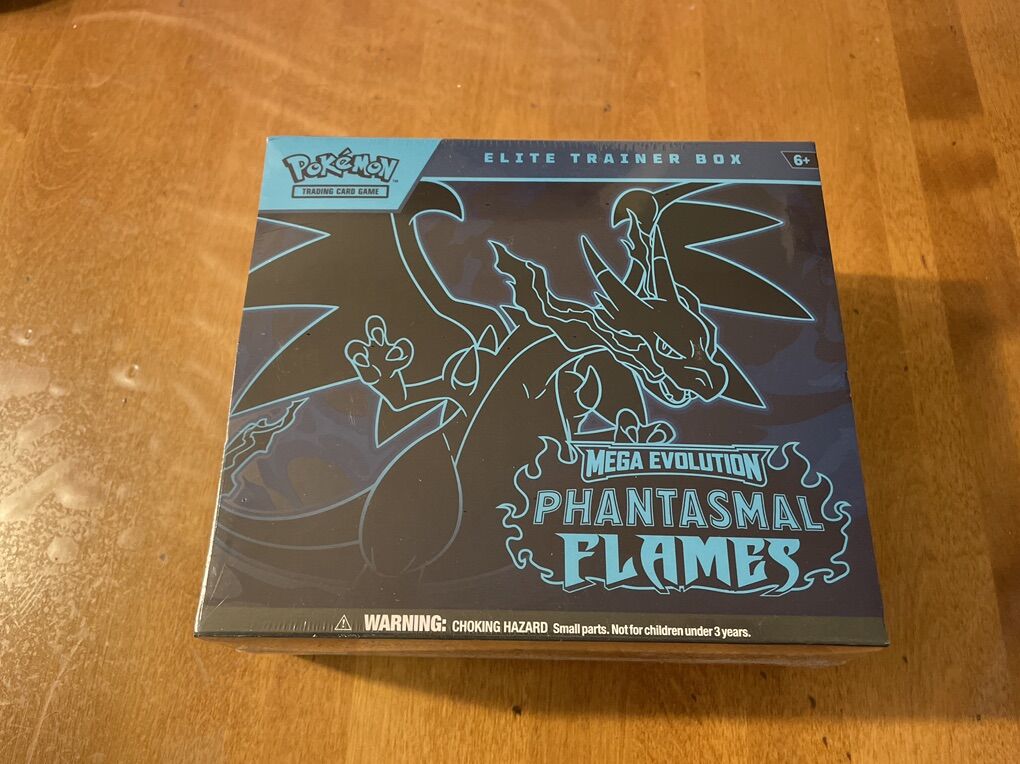 POKéMON
TRADING CARD GAME
ELITE TRAINER BOX
6+
MEGA EVOLUTION
PHANTASMAL
FLAMES
WARNING: CHOKING HAZARD Small parts. Not for children under 3 years.